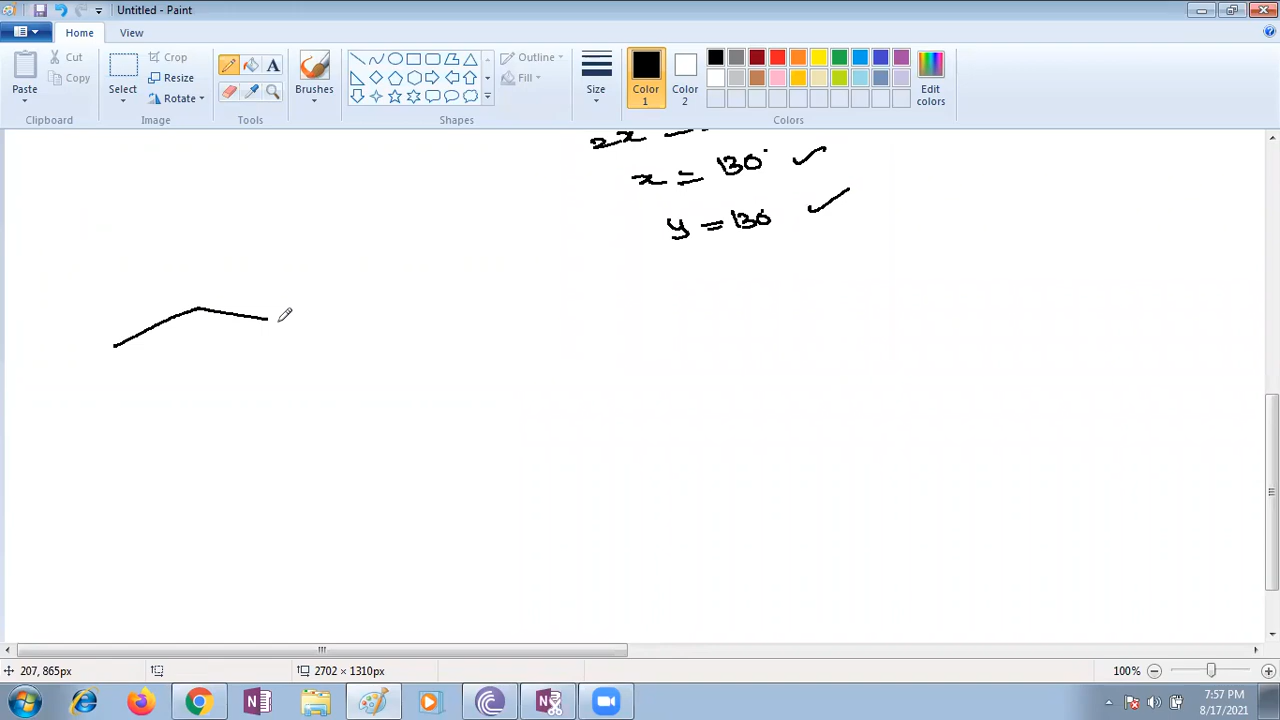 Untitled - Paint
Home View
Paste
Cut
Copy
Clipboard
Select
Crop
Resize
Rotate
Image
A
Tools
Brushes
Outline
Fill
Shapes
Size
Color
1
Color
2
Edit
colors
Colors
2x
x = 130°
y = 130
207, 865px
2702 × 1310px
100%
7:57 PM
8/17/2021